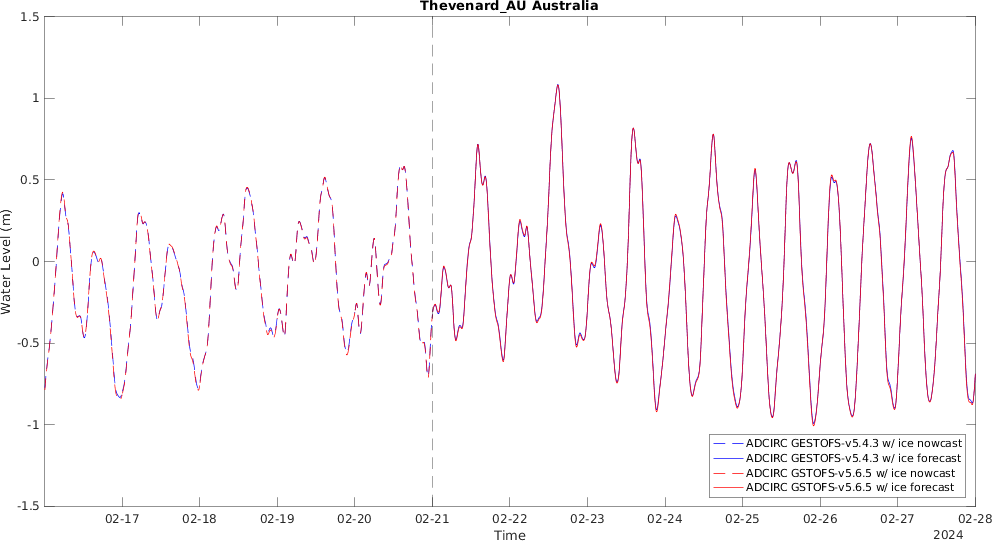 Thevenard_AU Australia
Water Level (m)
1.5
1
0.5
0
-0.5
-1
-1.5
ADCIRC GESTOFS-v5.4.3 w/ ice nowcast
ADCIRC GESTOFS-v5.4.3 w/ ice forecast
ADCIRC GSTOFS-v5.6.5 w/ ice nowcast
ADCIRC GSTOFS-v5.6.5 w/ ice forecast
02-17 02-18 02-19 02-20 02-21 02-22 02-23 02-24 02-25 02-26 02-27 02-28
Time
2024